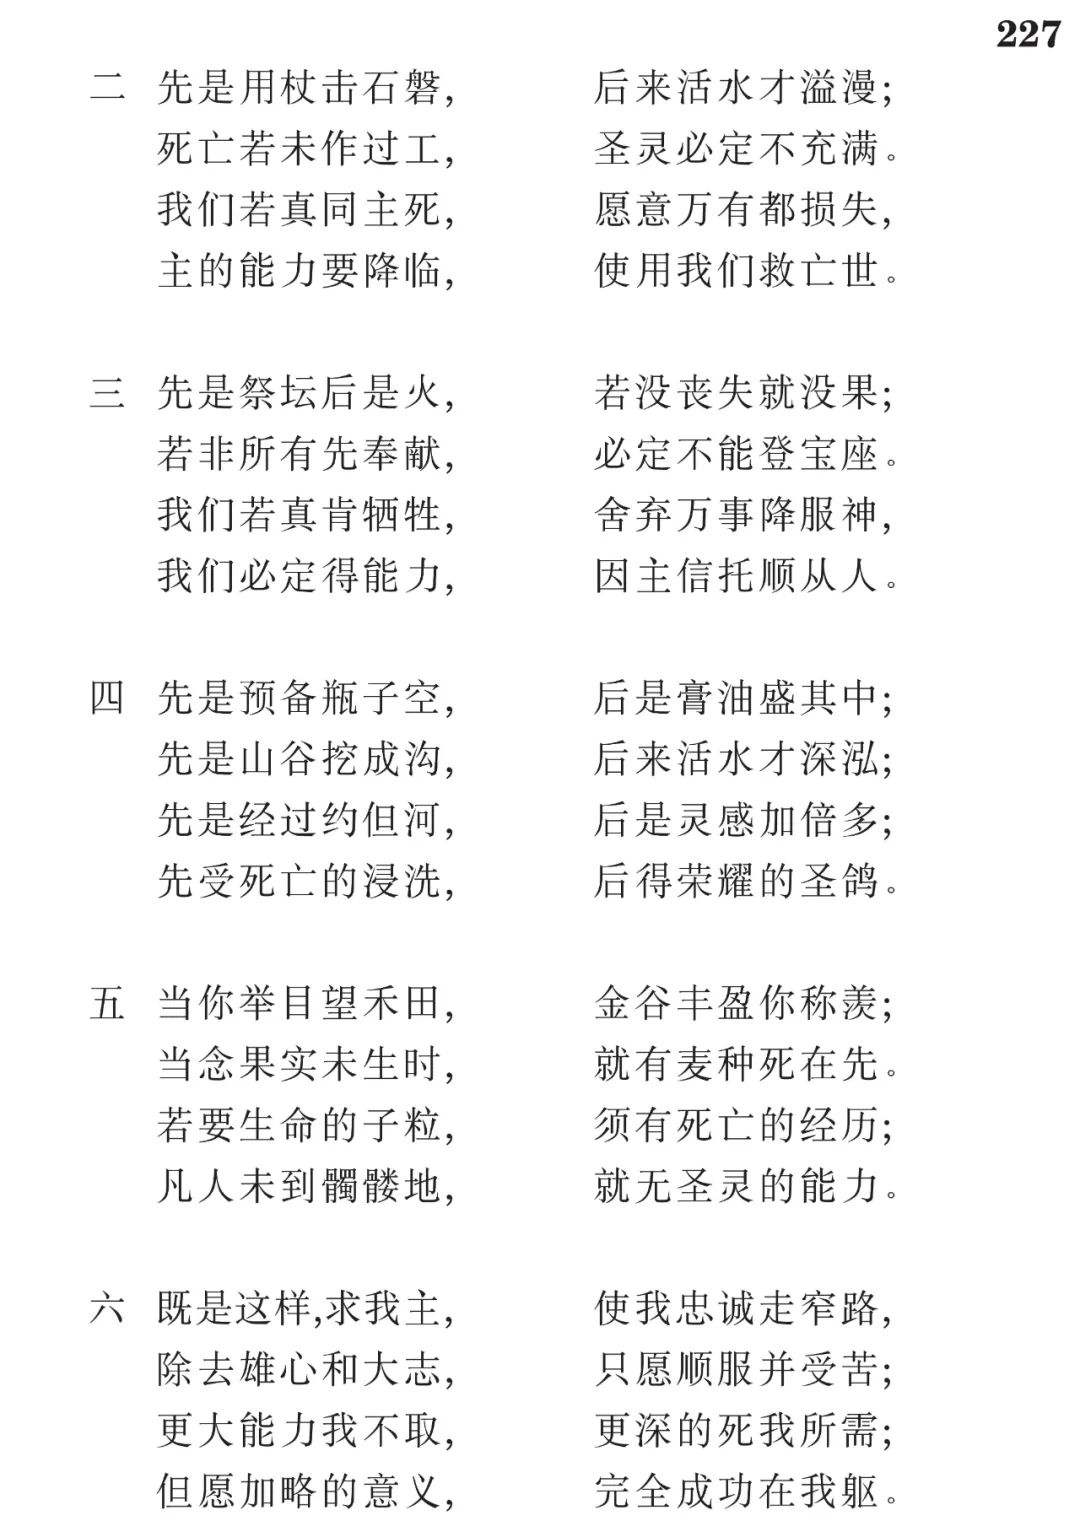 227
二 先是用杖击石磐, 后来活水才溢漫;
死亡若未作过工, 圣灵必定不充满。
我们若真同主死, 愿意万有都损失,
主的能力要降临, 使用我们救亡世。
三 先是祭坛后是火, 若没丧失就没果;
若非所有先奉献, 必定不能登宝座。
我们若真肯牺牲, 舍弃万事降服神,
我们必定得能力, 因主信托顺从人。
四 先是预备瓶子空, 后是膏油盛其中;
先是山谷挖成沟, 后来活水才深泓;
先是经过约但河, 后是灵感加倍多;
先受死亡的浸洗, 后得荣耀的圣鸽。
五 当你举目望禾田, 金谷丰盈你称羡;
当念果实未生时, 就有麦种死在先。
若要生命的子粒, 须有死亡的经历;
凡人未到髑髅地, 就无圣灵的能力。
六 既是这样,求我主, 使我忠诚走窄路,
除去雄心和大志, 只愿顺服并受苦;
更大能力我不取, 更深的死我所需;
但愿加略的意义, 完全成功在我躯。